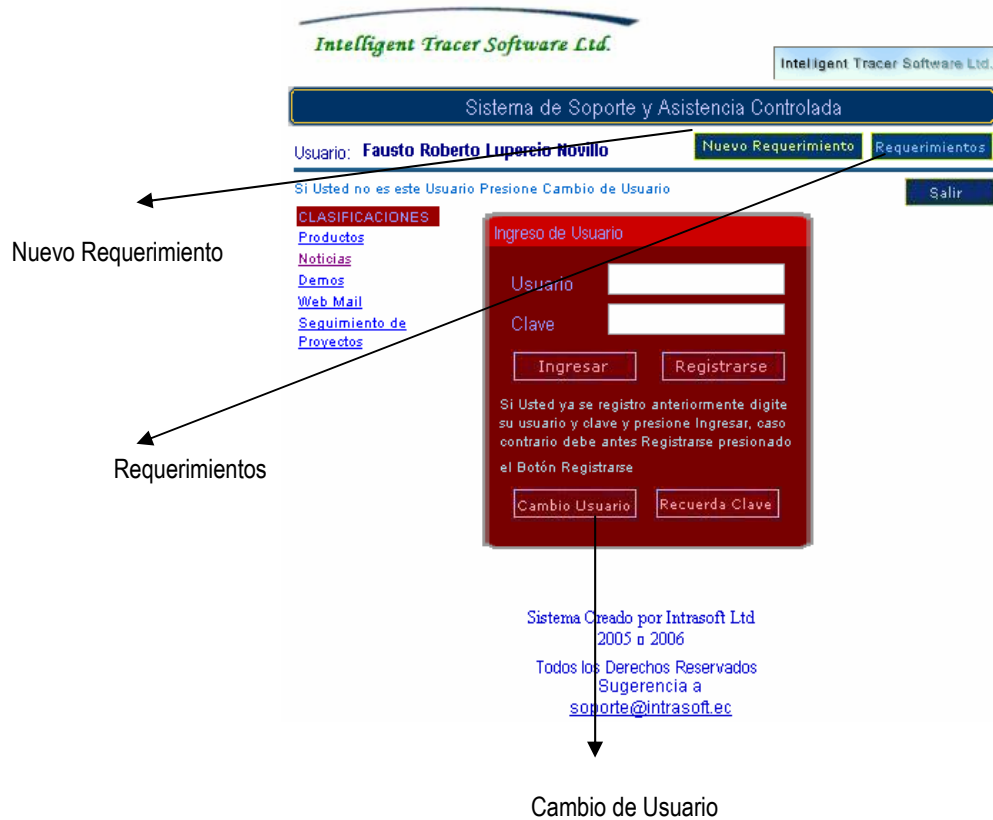 Intelligent Tracer Software Ltd.
Intelligent Tracer Software Ltd.
Sistema de Soporte y Asistencia Controlada
Usuario: Fausto Roberto Lupercio Novillo
Nuevo Requerimiento
Requerimientos
Si Usted no es este Usuario Presione Cambio de Usuario
Salir
CLASIFICACIONES
Productos
Noticias
Demos
Web Mail
Seguimiento de
Proyectos
Nuevo Requerimiento
Ingreso de Usuario
Usuario
Clave
Ingresar
Registrarse
Si Usted ya se registro anteriormente digite
su usuario y clave y presione Ingresar, caso
contrario debe antes Registrarse presionado
el Botón Registrarse
Cambio Usuario
Recuerda Clave
Requerimientos
Sistema Creado por Intrasoft Ltd
2005 □ 2006
Todos los Derechos Reservados
Sugerencia a
soporte@intrasoft.ec
Cambio de Usuario